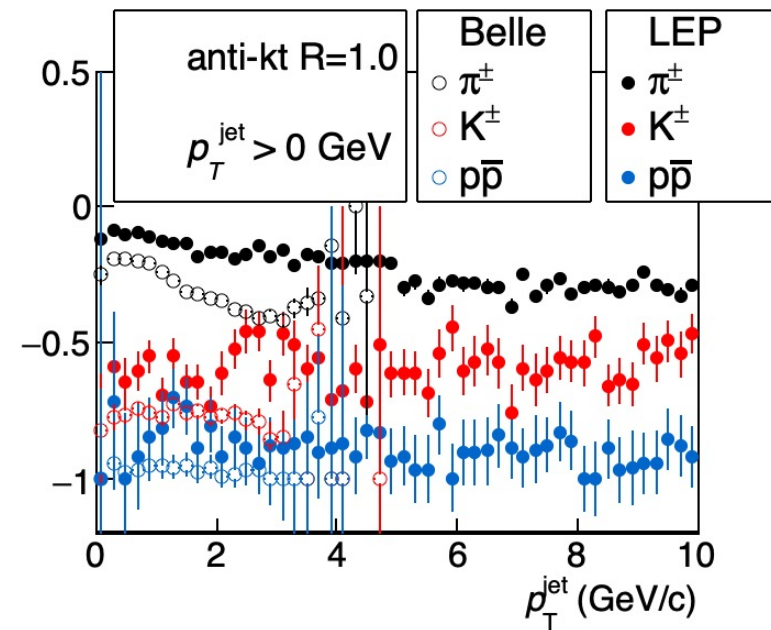 anti-kt R=1.0
p_T^jet > 0 GeV
Belle
π±
K±
pp̅
LEP
π±
K±
pp̅
0.5
0
−0.5
−1
0 2 4 6 8 10
p_T^jet (GeV/c)